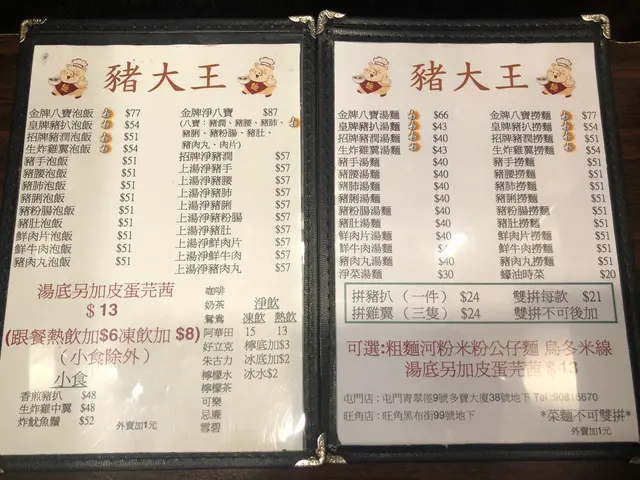 豬大王
金牌八寶泡飯 $77
皇牌豬扒泡飯 $54
招牌豬潤泡飯 $51
生炸雞翼泡飯 $54
豬手泡飯 $51
豬腰泡飯 $51
豬肺泡飯 $51
豬脷泡飯 $51
豬粉腸泡飯 $51
豬肚泡飯 $51
鮮肉片泡飯 $51
鮮牛肉泡飯 $51
豬肉丸泡飯 $51
金牌淨八寶 $87
(八寶：豬潤、豬腰、豬肺、
豬脷、豬粉腸、豬肚、
豬肉丸、肉片)
招牌淨豬潤 $57
上湯淨豬手 $57
上湯淨豬腰 $57
上湯淨豬肺 $57
上湯淨豬脷 $57
上湯淨豬粉腸 $57
上湯淨豬肚 $57
上湯淨鮮肉片 $57
上湯淨鮮牛肉 $57
上湯淨豬肉丸 $57
湯底另加皮蛋芫茜
$13
(跟餐熱飲加$6凍飲加 $8)
(小食除外)
小食
香煎豬扒 $48
生炸雞中翼 $48
炸魷魚鬚 $52
外賣加1元
淨飲
凍飲 熱飲
15 13
檸底加$3
冰底加$2
冰水$2
咖啡
奶茶
鴛鴦
阿華田
好立克
朱古力
檸檬水
檸檬茶
可樂
忌廉
雪碧
豬大王
金牌八寶湯麵 $66
皇牌豬扒湯麵 $43
招牌豬潤湯麵 $40
生炸雞翼湯麵 $43
豬手湯麵 $40
豬腰湯麵 $40
豬肺湯麵 $40
豬脷湯麵 $40
豬粉腸湯麵 $40
豬肚湯麵 $40
鮮肉片湯麵 $40
鮮牛肉湯麵
豬肉丸湯麵 $40
淨菜湯麵 $30
金牌八寶撈麵 $77
皇牌豬扒撈麵 $54
招牌豬潤撈麵 $51
生炸雞翼撈麵 $54
豬手撈麵 $51
豬腰撈麵 $51
豬肺撈麵 $51
豬脷撈麵 $51
豬粉腸撈麵 $51
豬肚撈麵 $51
鮮肉片撈麵 $51
鮮牛肉撈麵 $51
豬肉丸撈麵 $51
蠔油時菜 $20
拼豬扒（一件） $24 雙拼每款 $21
拼雞翼（三隻） $24 雙拼不可後加
可選:粗麵河粉米粉公仔麵 烏冬米線
湯底另加皮蛋芫茜$13
屯門店：屯門青翠徑9號多寶大廈38號地下 Tel:90818670
旺角店：旺角黑布街99號地下
*菜麵不可雙拼*
外賣加1元